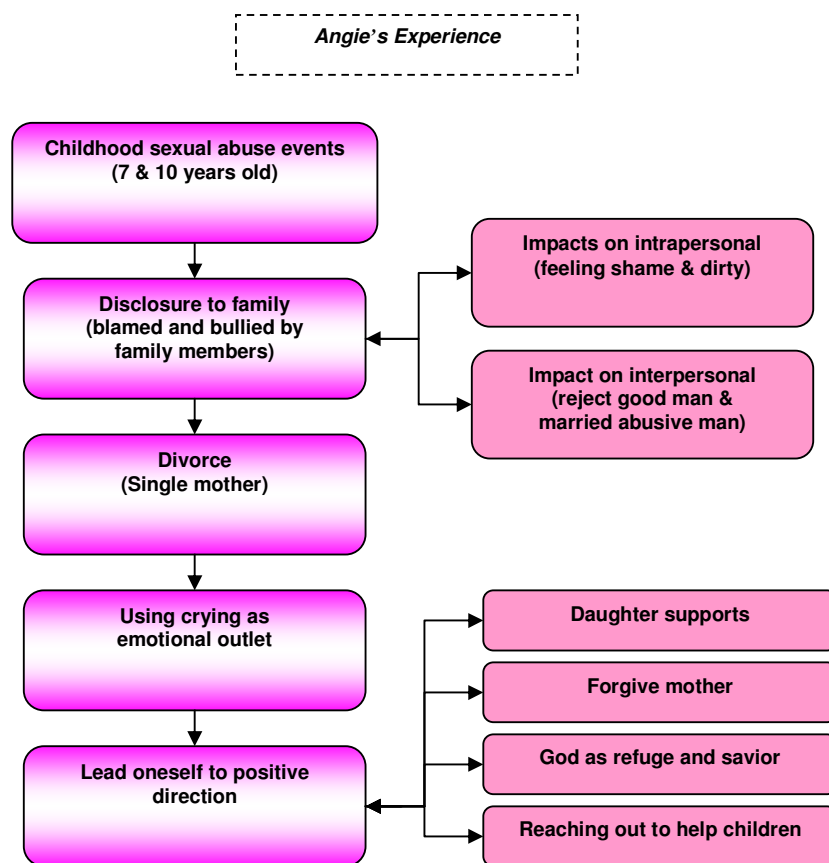 Angie's Experience
Childhood sexual abuse events
(7 & 10 years old)
Impacts on intrapersonal
(feeling shame & dirty)
Disclosure to family
(blamed and bullied by
family members)
Impact on interpersonal
(reject good man &
married abusive man)
Divorce
(Single mother)
Using crying as
emotional outlet
Daughter supports
Forgive mother
God as refuge and savior
Lead oneself to positive
direction
Reaching out to help children